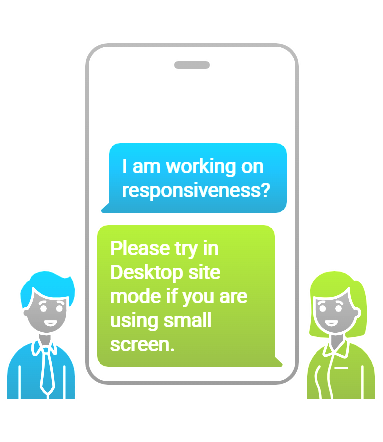 I am working on
responsiveness?
Please try in
Desktop site
mode if you are
using small
screen.